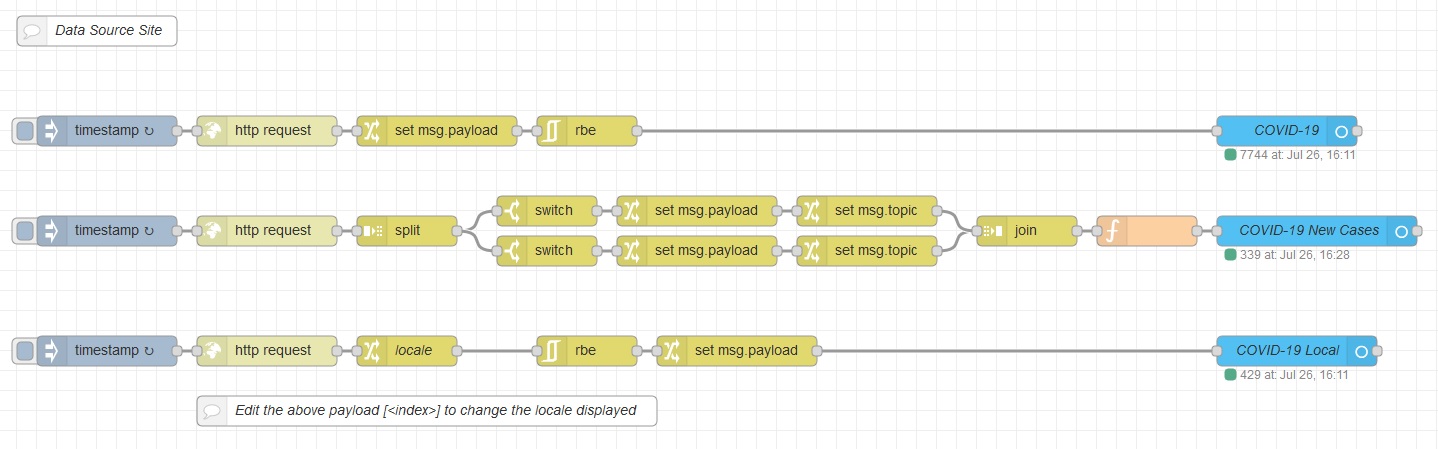 Data Source Site
timestamp ↻ http request set msg.payload rbe COVID-19
7744 at: Jul 26, 16:11
switch set msg.payload set msg.topic
timestamp ↻ http request split join COVID-19 New Cases
switch set msg.payload set msg.topic
339 at: Jul 26, 16:28
timestamp ↻ http request locale rbe set msg.payload COVID-19 Local
429 at: Jul 26, 16:11
Edit the above payload [<index>] to change the locale displayed